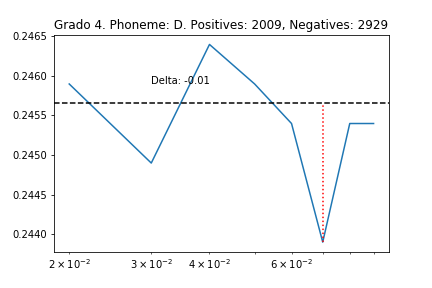 Grado 4. Phoneme: D. Positives: 2009, Negatives: 2929
0.2465
0.2460
Delta: -0.01
0.2455
0.2450
0.2445
0.2440
2 × 10⁻² 3 × 10⁻² 4 × 10⁻² 6 × 10⁻²